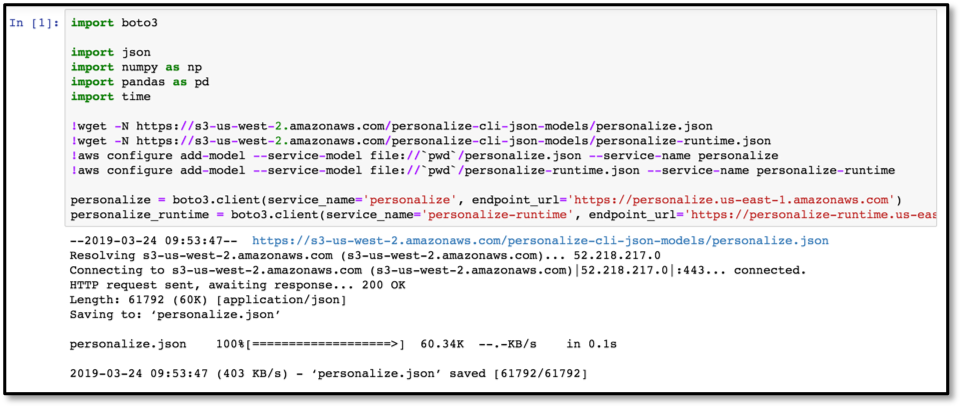 In [1]: import boto3
import json
import numpy as np
import pandas as pd
import time
!wget -N https://s3-us-west-2.amazonaws.com/personalize-cli-json-models/personalize.json
!wget -N https://s3-us-west-2.amazonaws.com/personalize-cli-json-models/personalize-runtime.json
!aws configure add-model --service-model file://`pwd`/personalize.json --service-name personalize
!aws configure add-model --service-model file://`pwd`/personalize-runtime.json --service-name personalize-runtime
personalize = boto3.client(service_name='personalize', endpoint_url='https://personalize.us-east-1.amazonaws.com')
personalize_runtime = boto3.client(service_name='personalize-runtime', endpoint_url='https://personalize-runtime.us-eas
--2019-03-24 09:53:47--  https://s3-us-west-2.amazonaws.com/personalize-cli-json-models/personalize.json
Resolving s3-us-west-2.amazonaws.com (s3-us-west-2.amazonaws.com)... 52.218.217.0
Connecting to s3-us-west-2.amazonaws.com (s3-us-west-2.amazonaws.com)|52.218.217.0|:443... connected.
HTTP request sent, awaiting response... 200 OK
Length: 61792 (60K) [application/json]
Saving to: ‘personalize.json’
personalize.json    100%[===================>]  60.34K  --.-KB/s    in 0.1s
2019-03-24 09:53:47 (403 KB/s) - ‘personalize.json’ saved [61792/61792]